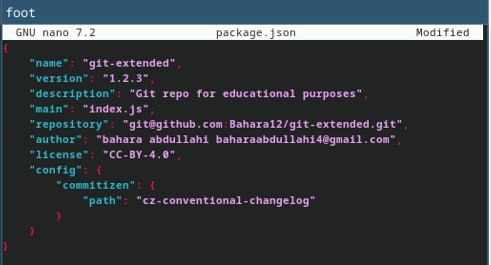 foot
GNU nano 7.2 package.json Modified
{
    "name": "git-extended",
    "version": "1.2.3",
    "description": "Git repo for educational purposes",
    "main": "index.js",
    "repository": "git@github.com:Bahara12/git-extended.git",
    "author": "bahara abdullahi baharaabdullahi4@gmail.com",
    "license": "CC-BY-4.0",
    "config": {
        "commitizen": {
            "path": "cz-conventional-changelog"
        }
    }
}